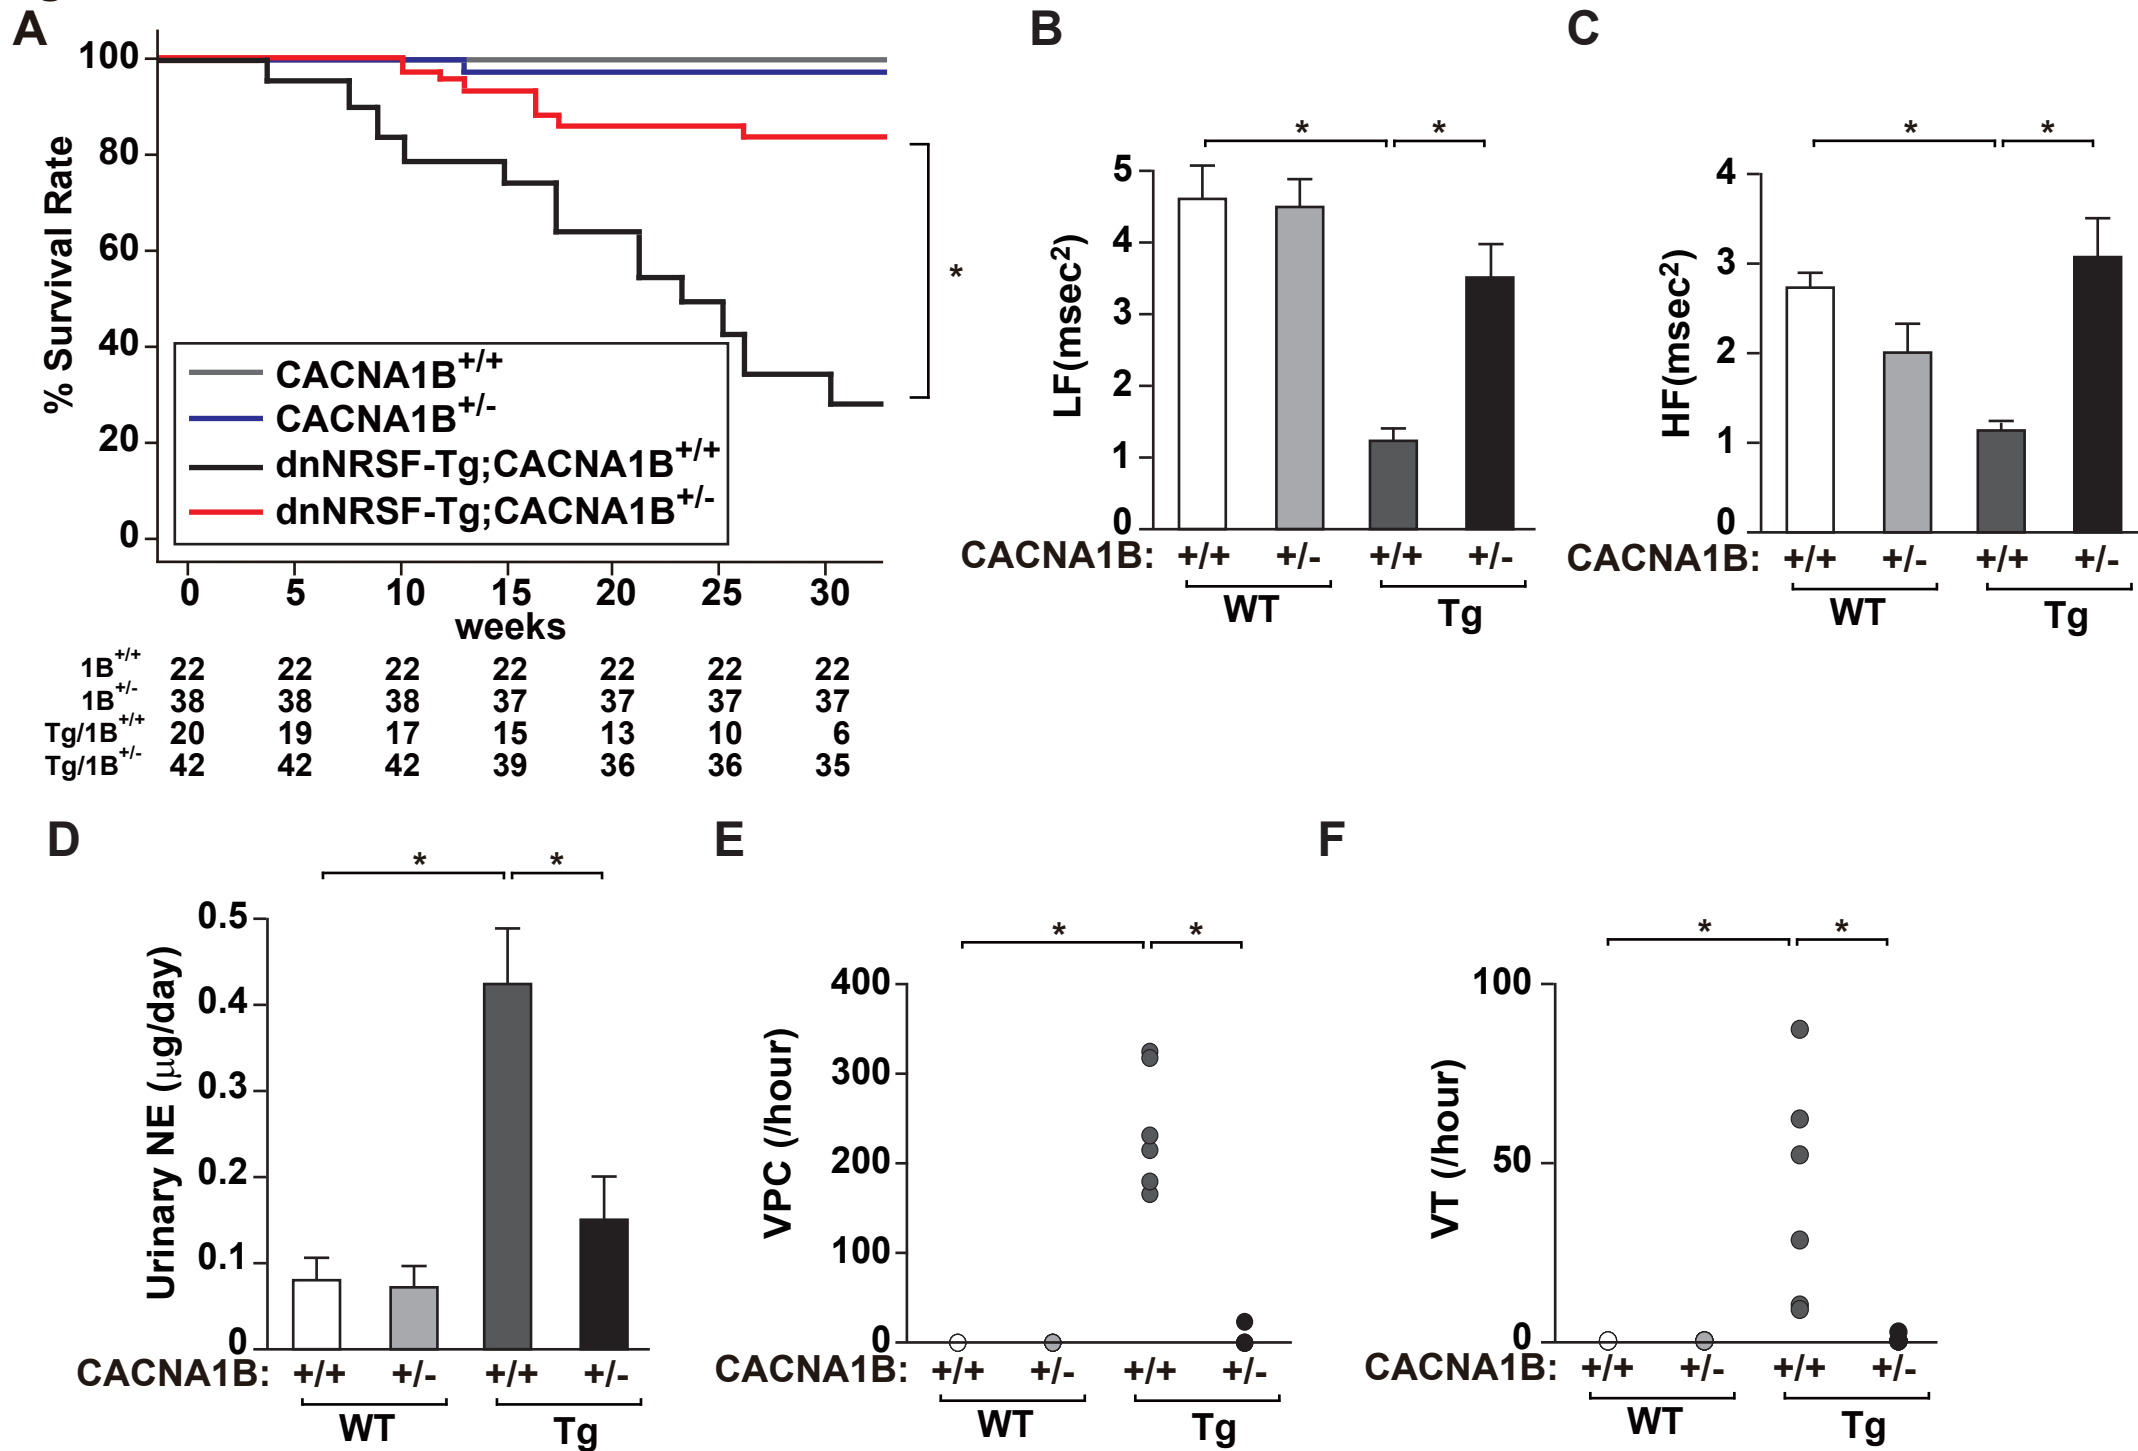 A
100
80
60
40
20
0
% Survival Rate
CACNA1B+/+
CACNA1B+/-
dnNRSF-Tg;CACNA1B+/+
dnNRSF-Tg;CACNA1B+/-
*
0 5 10 15 20 25 30
weeks
1B+/+ 22 22 22 22 22 22 22
1B+/- 38 38 38 37 37 37 37
Tg/1B+/+ 20 19 17 15 13 10 6
Tg/1B+/- 42 42 42 39 36 36 35
B
* *
5
4
3
2
1
0
LF(msec2)
CACNA1B: +/+ +/- +/+ +/-
WT Tg
C
* *
4
3
2
1
0
HF(msec2)
CACNA1B: +/+ +/- +/+ +/-
WT Tg
D
* *
0.5
0.4
0.3
0.2
0.1
0
Urinary NE (μg/day)
CACNA1B: +/+ +/- +/+ +/-
WT Tg
E
* *
400
300
200
100
0
VPC (/hour)
CACNA1B: +/+ +/- +/+ +/-
WT Tg
F
* *
100
50
0
VT (/hour)
CACNA1B: +/+ +/- +/+ +/-
WT Tg